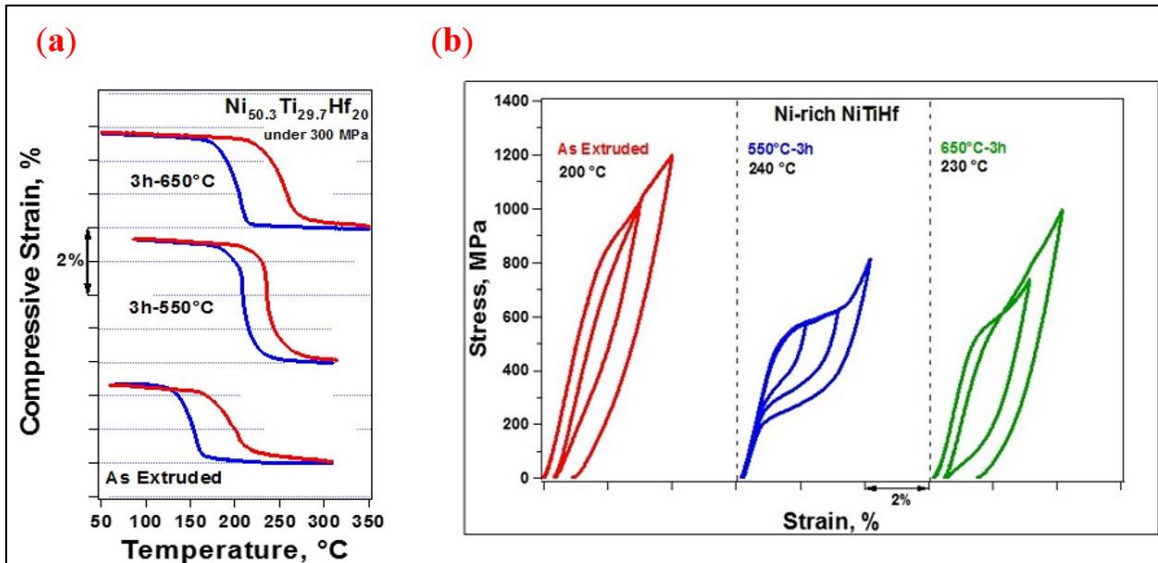 (a)
Ni50.3Ti29.7Hf20
under 300 MPa
3h-650°C
2%
3h-550°C
As Extruded
Compressive Strain, %
50 100 150 200 250 300 350
Temperature, °C
(b)
1400
1200
1000
800
600
400
200
0
Stress, MPa
Ni-rich NiTiHf
As Extruded
200 °C
550°C-3h
240 °C
650°C-3h
230 °C
2%
Strain, %